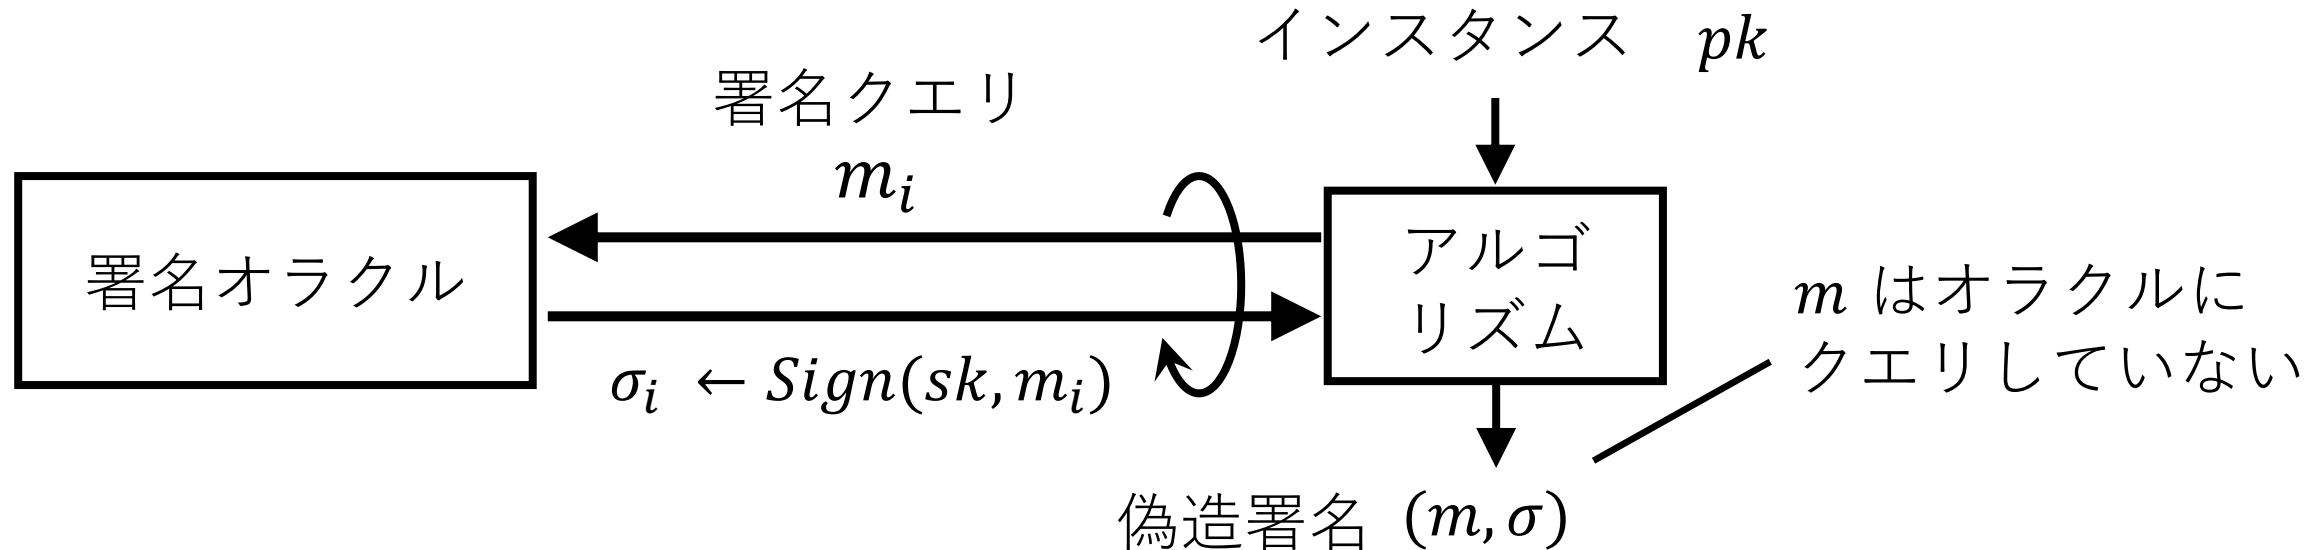 インスタンス pk
署名クエリ
m_i
署名オラクル
アルゴ
リズム
σ_i ← Sign(sk, m_i)
m はオラクルに
クエリしていない
偽造署名 (m, σ)